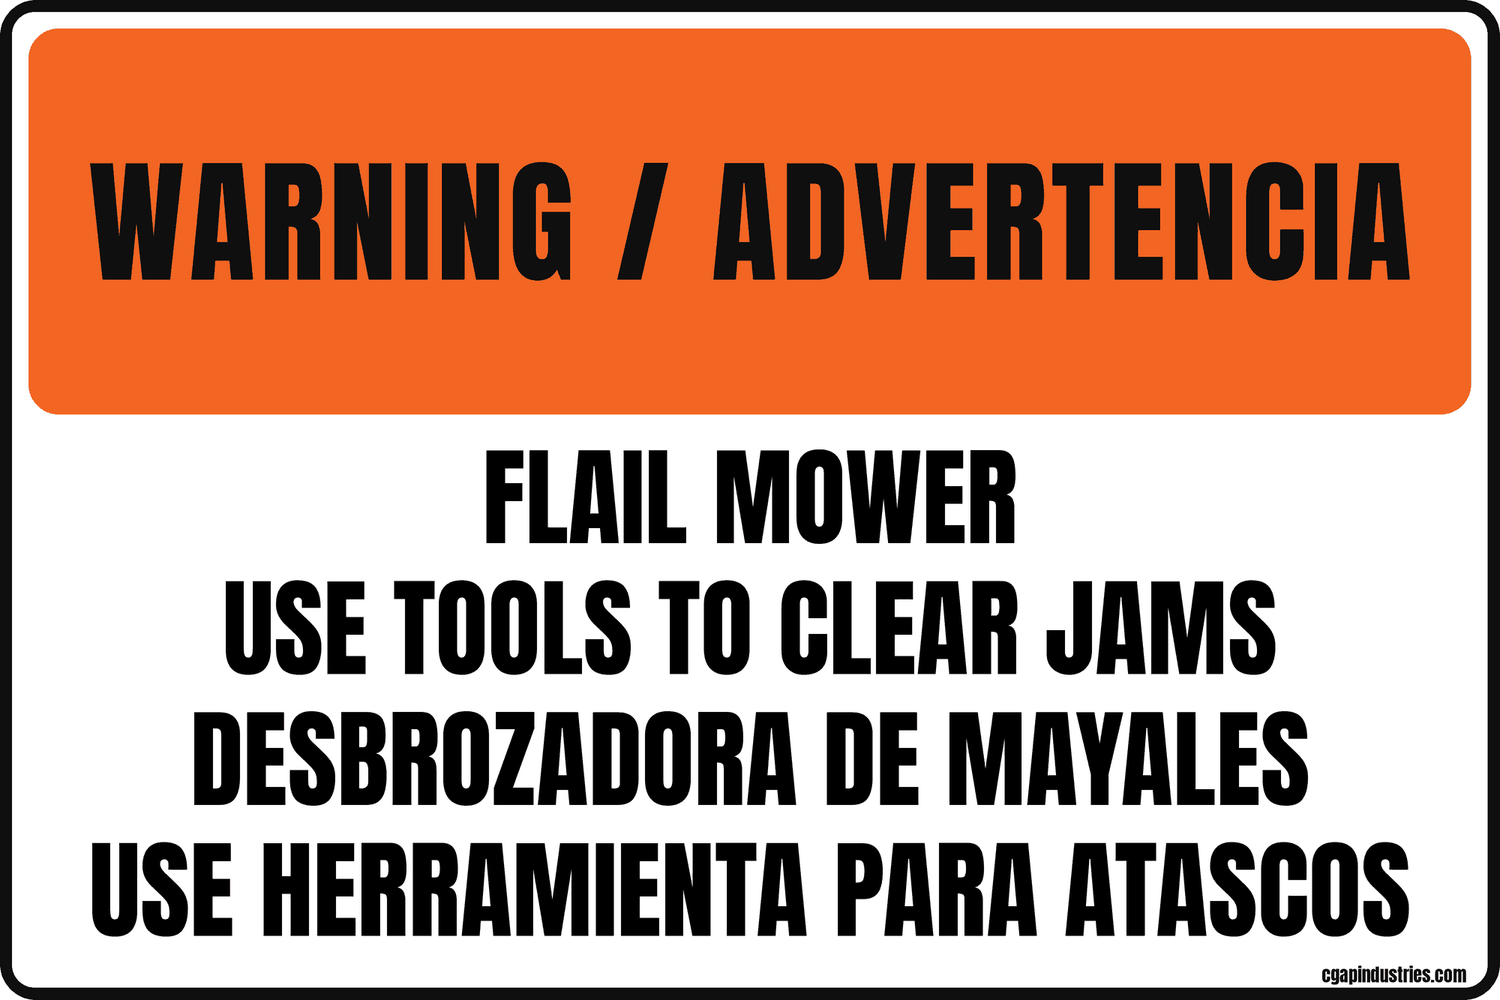 WARNING / ADVERTENCIA
FLAIL MOWER
USE TOOLS TO CLEAR JAMS
DESBROZADORA DE MAYALES
USE HERRAMIENTA PARA ATASCOS
cgapindustries.com